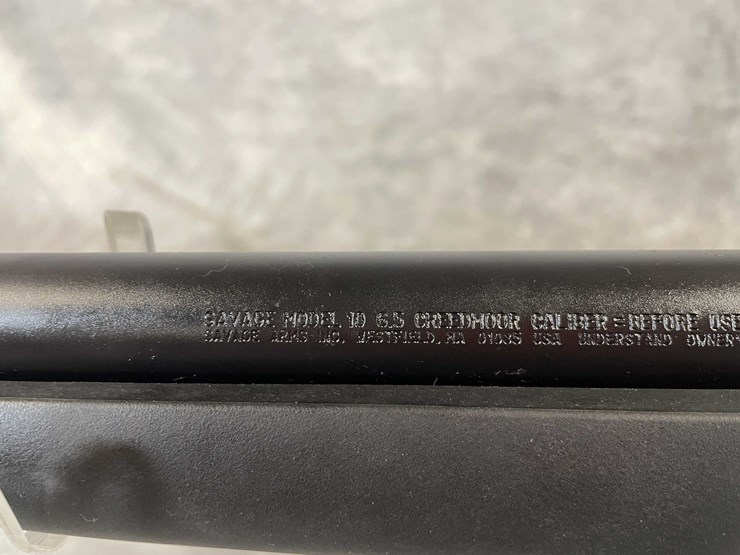 SAVAGE MODEL 10 6.5 CREEDMOOR CALIBER = BEFORE USE
SAVAGE ARMS INC. WESTFIELD, MA 01085 USA UNDERSTAND OWNER'